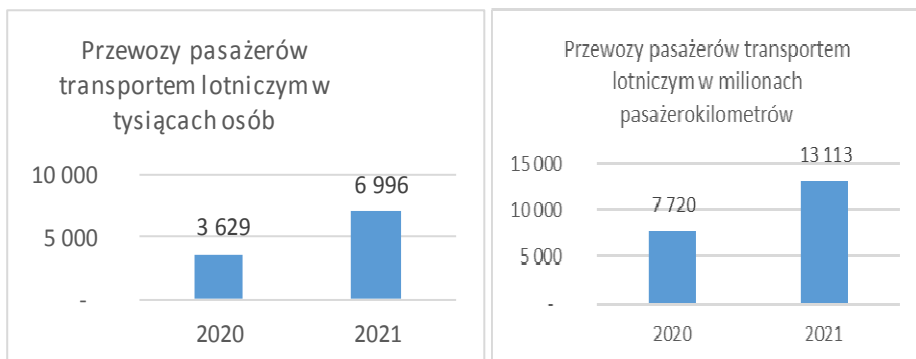 Przewozy pasażerów
transportem lotniczym w
tysiącach osób
10 000
5 000
-
3 629
6 996
2020
2021
Przewozy pasażerów transportem
lotniczym w milionach
pasażerokilometrów
15 000
10 000
5 000
-
7 720
13 113
2020
2021